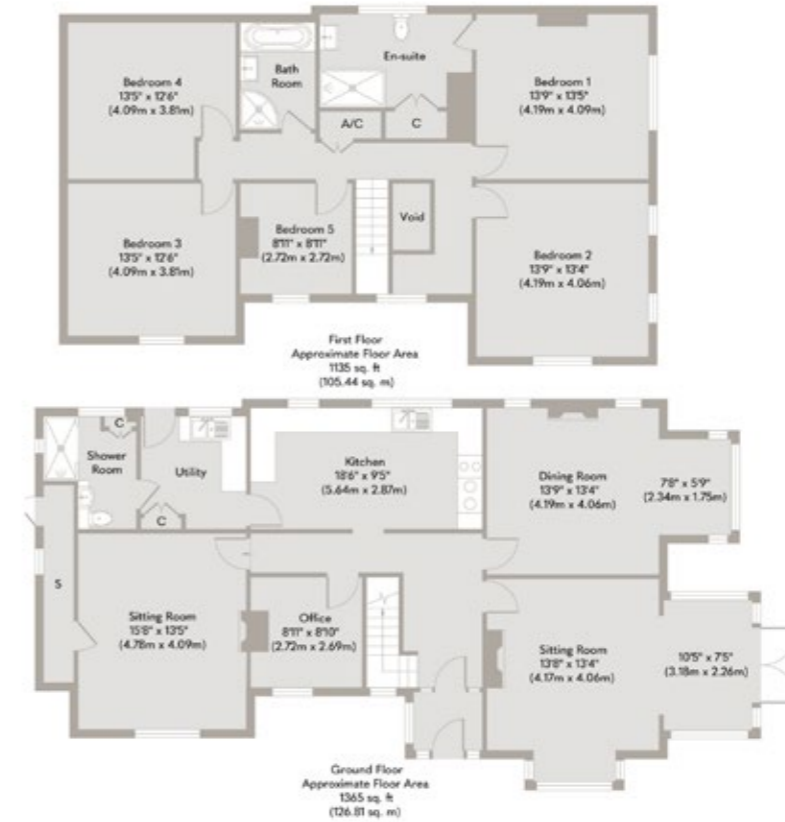 Bedroom 4
13'5" x 12'6"
(4.09m x 3.81m)
Bath
Room
En-suite
A/C
C
Bedroom 1
13'9" x 13'5"
(4.19m x 4.09m)
Bedroom 3
13'5" x 12'6"
(4.09m x 3.81m)
Bedroom 5
8'11" x 8'11"
(2.72m x 2.72m)
Void
Bedroom 2
13'9" x 13'4"
(4.19m x 4.06m)
First Floor
Approximate Floor Area
1135 sq. ft
(105.44 sq. m)
C
Shower
Room
Utility
C
Kitchen
18'6" x 9'5"
(5.64m x 2.87m)
Dining Room
13'9" x 13'4"
(4.19m x 4.06m)
7'8" x 5'9"
(2.34m x 1.75m)
S
Sitting Room
15'8" x 13'5"
(4.78m x 4.09m)
Office
8'11" x 8'10"
(2.72m x 2.69m)
Sitting Room
13'8" x 13'4"
(4.17m x 4.06m)
10'5" x 7'5"
(3.18m x 2.26m)
Ground Floor
Approximate Floor Area
1365 sq. ft
(126.81 sq. m)